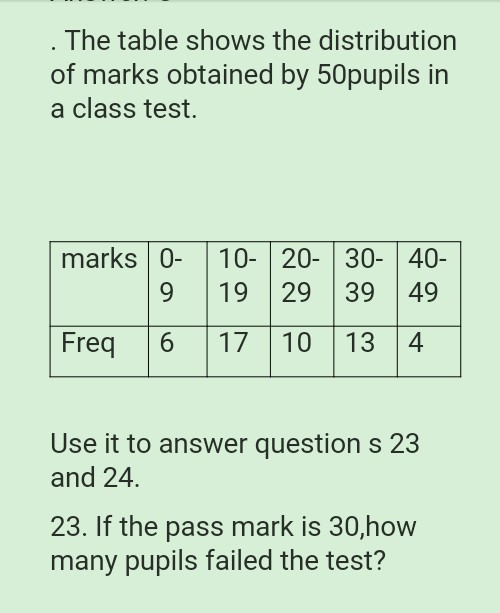 . The table shows the distribution
of marks obtained by 50pupils in
a class test.
marks 0- 10- 20- 30- 40-
9 19 29 39 49
Freq 6 17 10 13 4
Use it to answer question s 23
and 24.
23. If the pass mark is 30,how
many pupils failed the test?